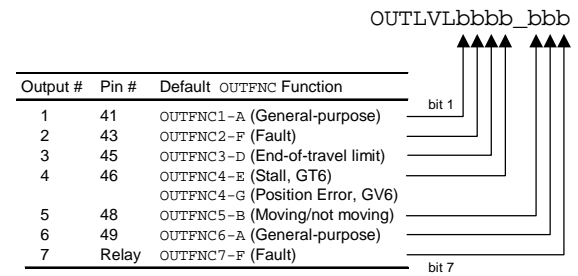 OUTLVLbbbb_bbb
Output # Pin # Default OUTFNC Function
bit 1
1 41 OUTFNC1-A (General-purpose)
2 43 OUTFNC2-F (Fault)
3 45 OUTFNC3-D (End-of-travel limit)
4 46 OUTFNC4-E (Stall, GT6)
OUTFNC4-G (Position Error, GV6)
5 48 OUTFNC5-B (Moving/not moving)
6 49 OUTFNC6-A (General-purpose)
7 Relay OUTFNC7-F (Fault)
bit 7